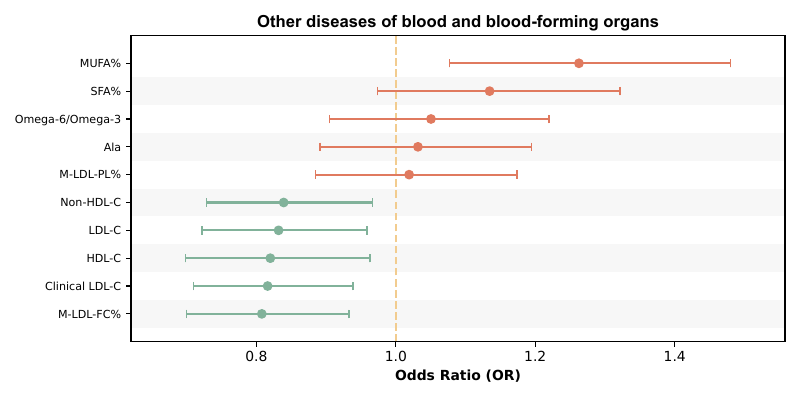 Other diseases of blood and blood-forming organs
MUFA%
SFA%
Omega-6/Omega-3
Ala
M-LDL-PL%
Non-HDL-C
LDL-C
HDL-C
Clinical LDL-C
M-LDL-FC%
0.8 1.0 1.2 1.4
Odds Ratio (OR)